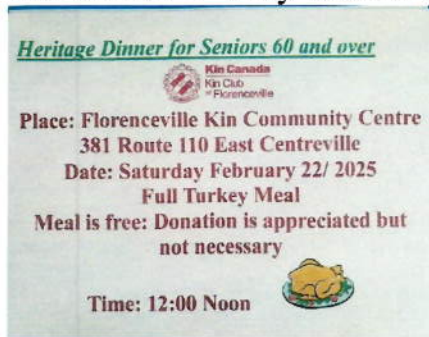 Heritage Dinner for Seniors 60 and over
Kin Canada
Kin Club
of Florenceville
Place: Florenceville Kin Community Centre
381 Route 110 East Centreville
Date: Saturday February 22/ 2025
Full Turkey Meal
Meal is free: Donation is appreciated but
not necessary
Time: 12:00 Noon